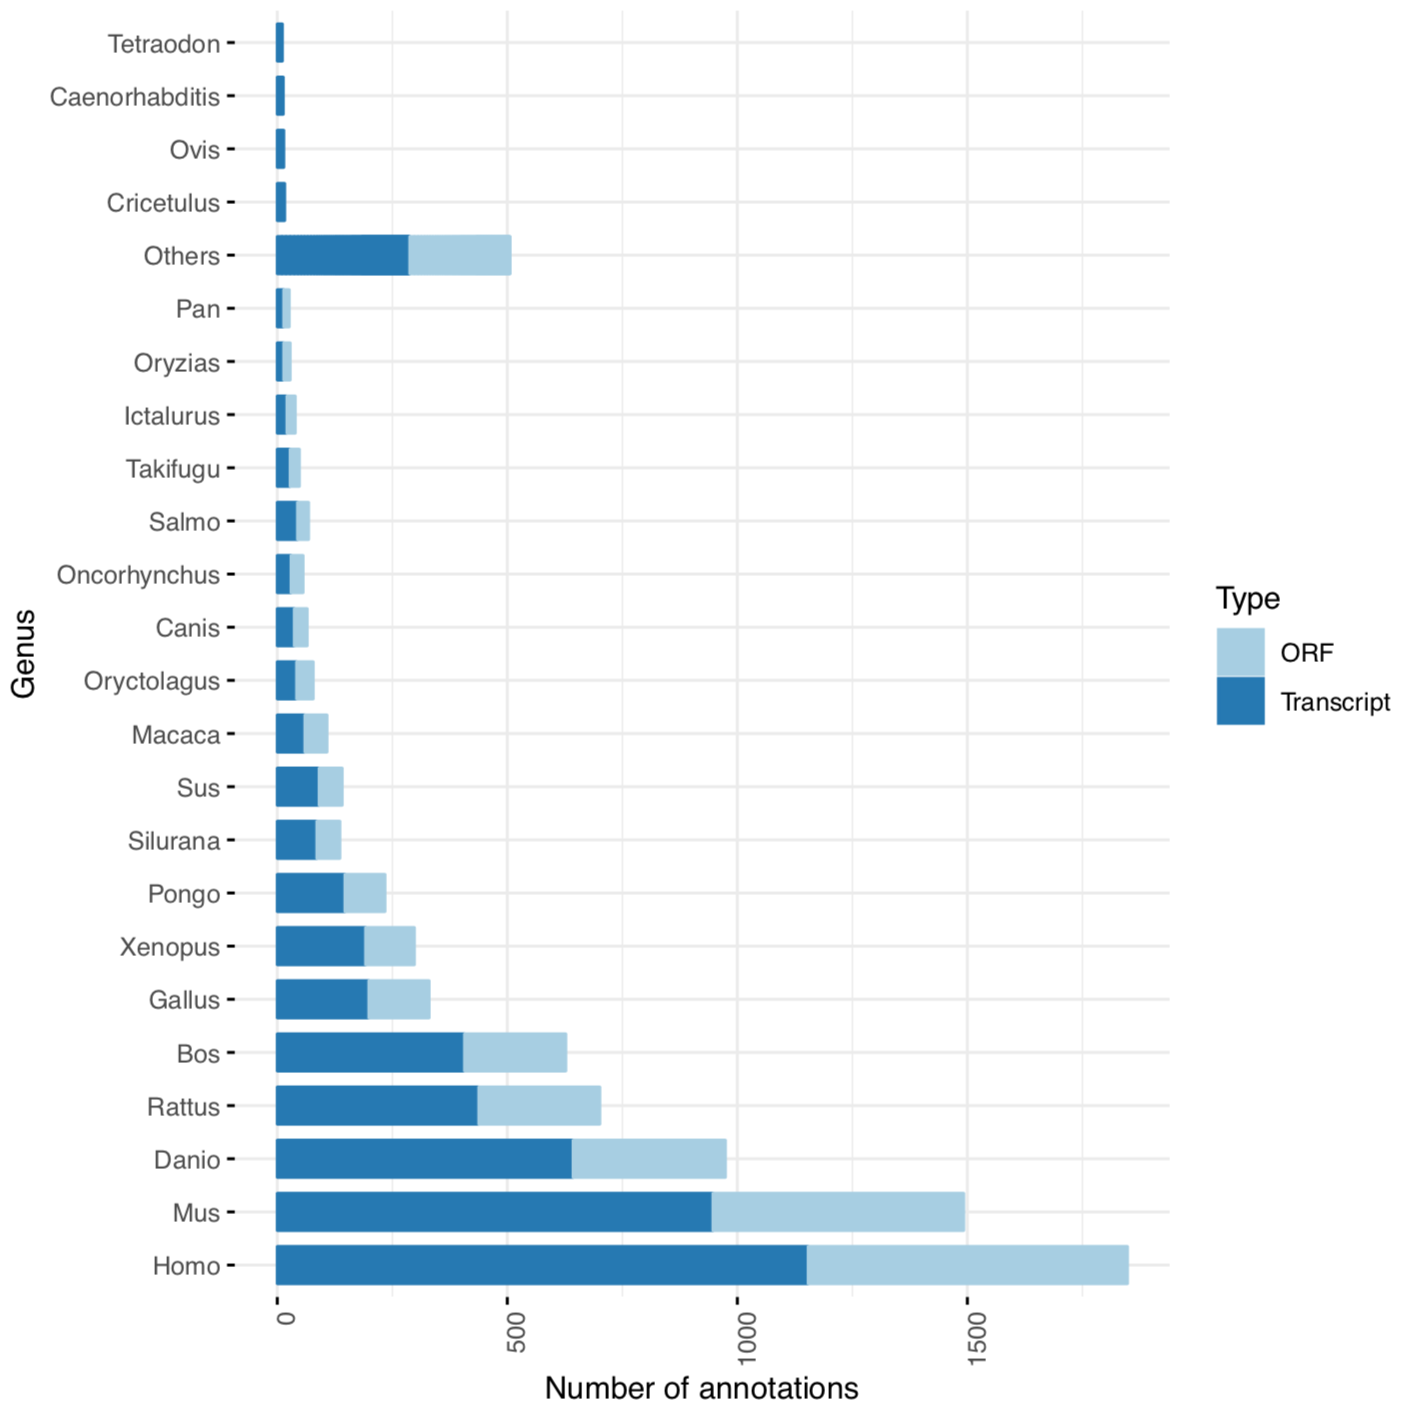 Tetraodon
Caenorhabditis
Ovis
Cricetulus
Others
Pan
Oryzias
Ictalurus
Takifugu
Salmo
Oncorhynchus
Canis
Oryctolagus
Macaca
Sus
Silurana
Pongo
Xenopus
Gallus
Bos
Rattus
Danio
Mus
Homo
Genus
0
500
1000
1500
Number of annotations
Type
ORF
Transcript